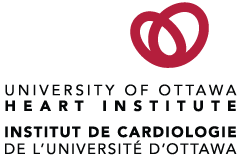 UNIVERSITY OF OTTAWA
HEART INSTITUTE
INSTITUT DE CARDIOLOGIE
DE L'UNIVERSITÉ D'OTTAWA